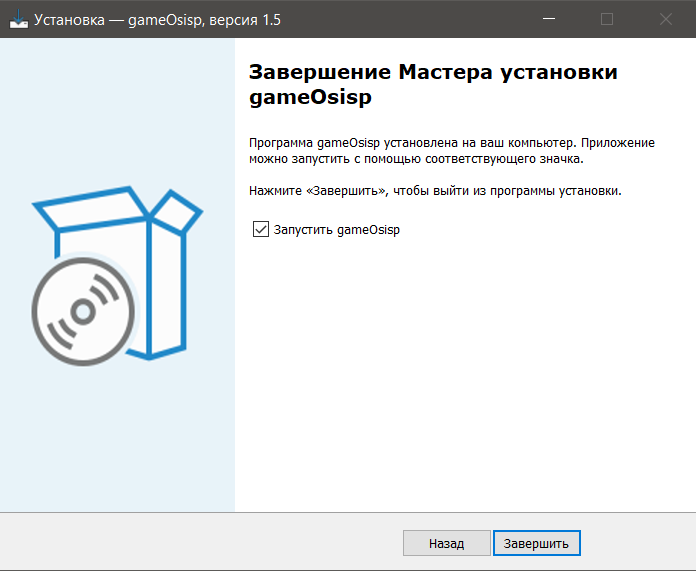 Установка — gameOsisp, версия 1.5
Завершение Мастера установки
gameOsisp
Программа gameOsisp установлена на ваш компьютер. Приложение
можно запустить с помощью соответствующего значка.
Нажмите «Завершить», чтобы выйти из программы установки.
Запустить gameOsisp
Назад
Завершить